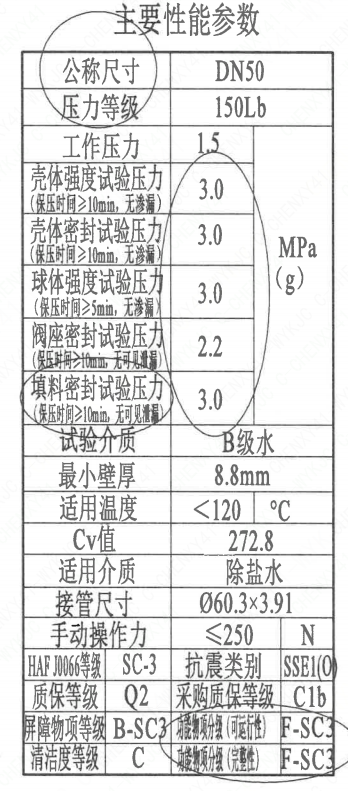 主要性能参数
公称尺寸 DN50
压力等级 150Lb
工作压力 1.5
壳体强度试验压力 3.0
(保压时间≥10min, 无渗漏)
壳体密封试验压力 3.0
(保压时间≥10min, 无渗漏)
MPa
(g)
球体强度试验压力 3.0
(保压时间≥5min, 无渗漏)
阀座密封试验压力 2.2
(保压时间≥10min, 无可见泄漏)
填料密封试验压力 3.0
(保压时间≥10min, 无可见泄漏)
试验介质 B级水
最小壁厚 8.8mm
适用温度 <120 °C
Cv值 272.8
适用介质 除盐水
接管尺寸 Ø60.3×3.91
手动操作力 ≤250 N
HAF J0066等级 SC-3 抗震类别 SSE1(O)
质保等级 Q2 采购质保等级 C1b
屏障物项等级 B-SC3 功能物项分级(可运行性) F-SC3
清洁度等级 C 功能物项分级(完整性) F-SC3